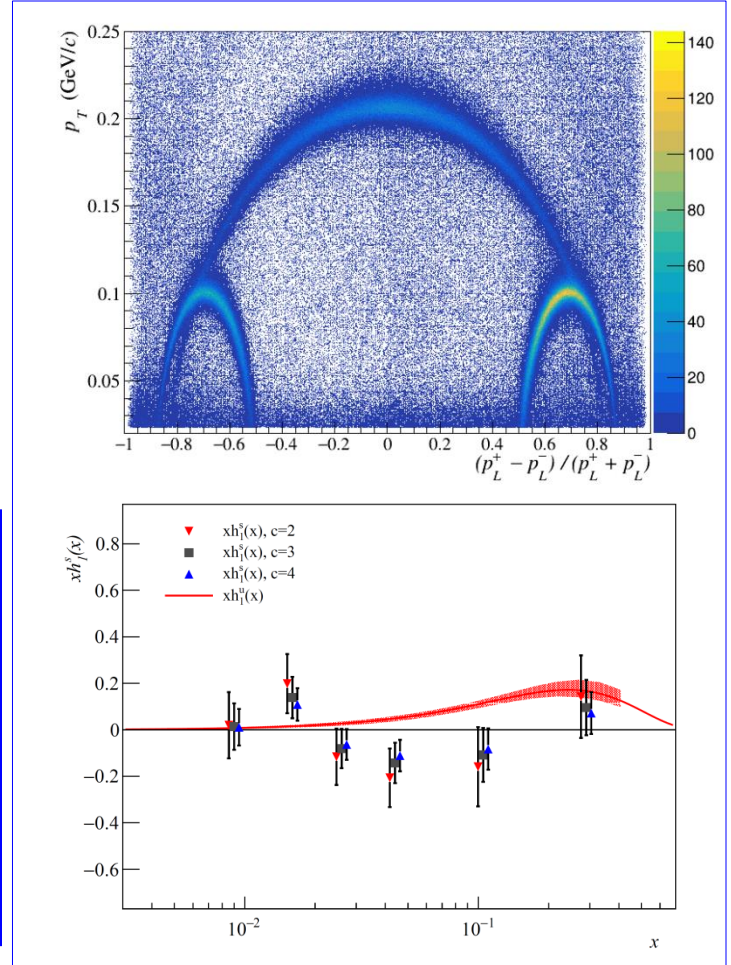 p_T (GeV/c)
0.25
0.2
0.15
0.1
0.05
−1 −0.8 −0.6 −0.4 −0.2 0 0.2 0.4 0.6 0.8 1
(p_L^+ − p_L^-) / (p_L^+ + p_L^-)
140
120
100
80
60
40
20
0
xh_1^s(x)
0.8
0.6
0.4
0.2
0
−0.2
−0.4
−0.6
xh_1^s(x), c=2
xh_1^s(x), c=3
xh_1^s(x), c=4
xh_1^u(x)
10^−2 10^−1
x